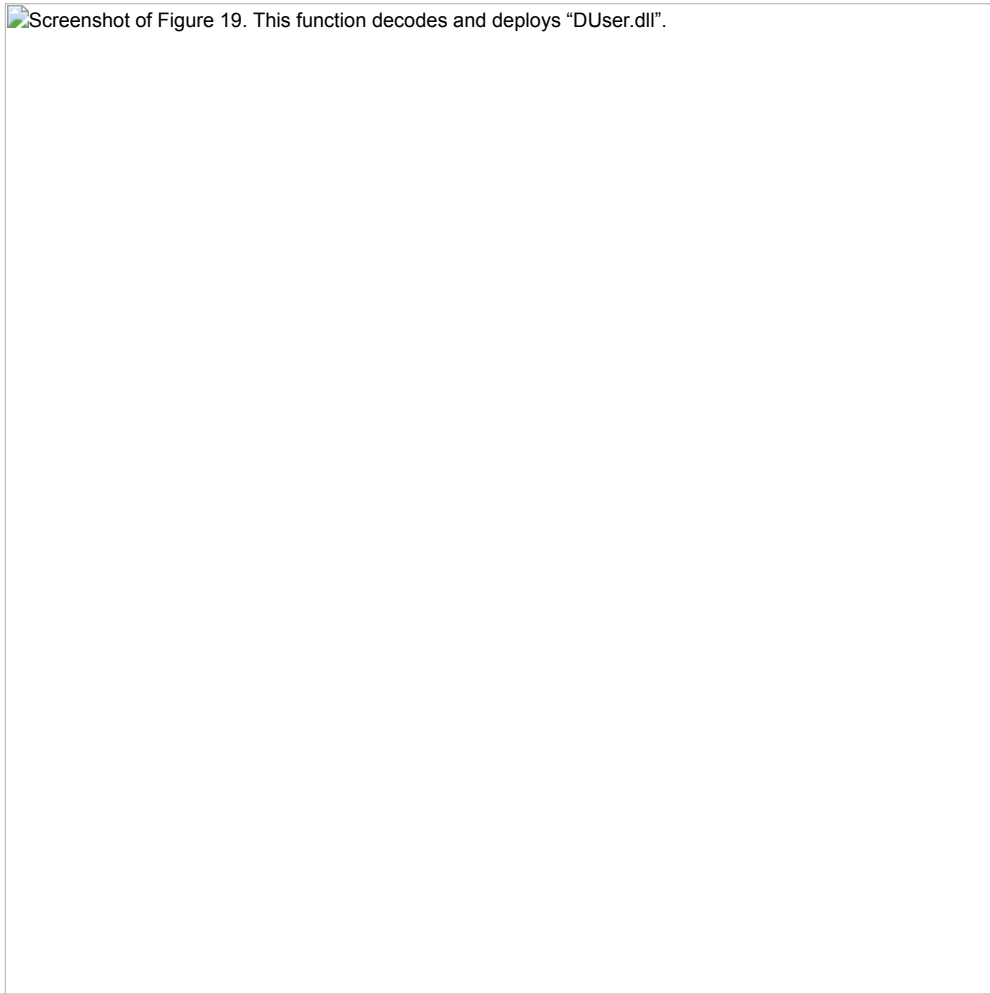 Screenshot of Figure 19. This function decodes and deploys “DUser.dll”.